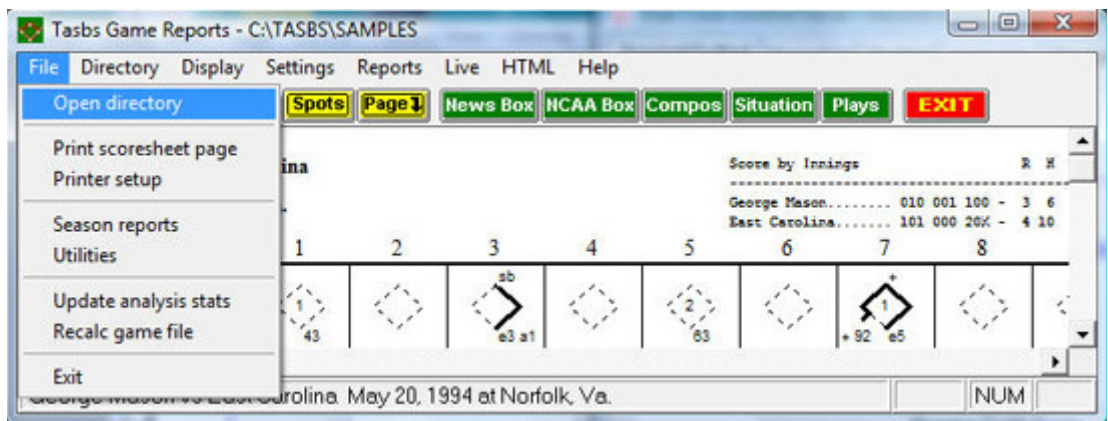 Tasbs Game Reports - C:\TASBS\SAMPLES
File Directory Display Settings Reports Live HTML Help
Open directory
Spots Page News Box NCAA Box Compos Situation Plays EXIT
Print scoresheet page
Printer setup
Season reports
Utilities
Update analysis stats
Recalc game file
Exit
ina
Score by Innings R H
George Mason........ 010 001 100 - 3 6
East Carolina....... 101 000 20X - 4 10
1 2 3 4 5 6 7 8
sb +
1 2 1
43 e3 a1 63 + 92 e5
George Mason vs East Carolina May 20, 1994 at Norfolk, Va.
NUM